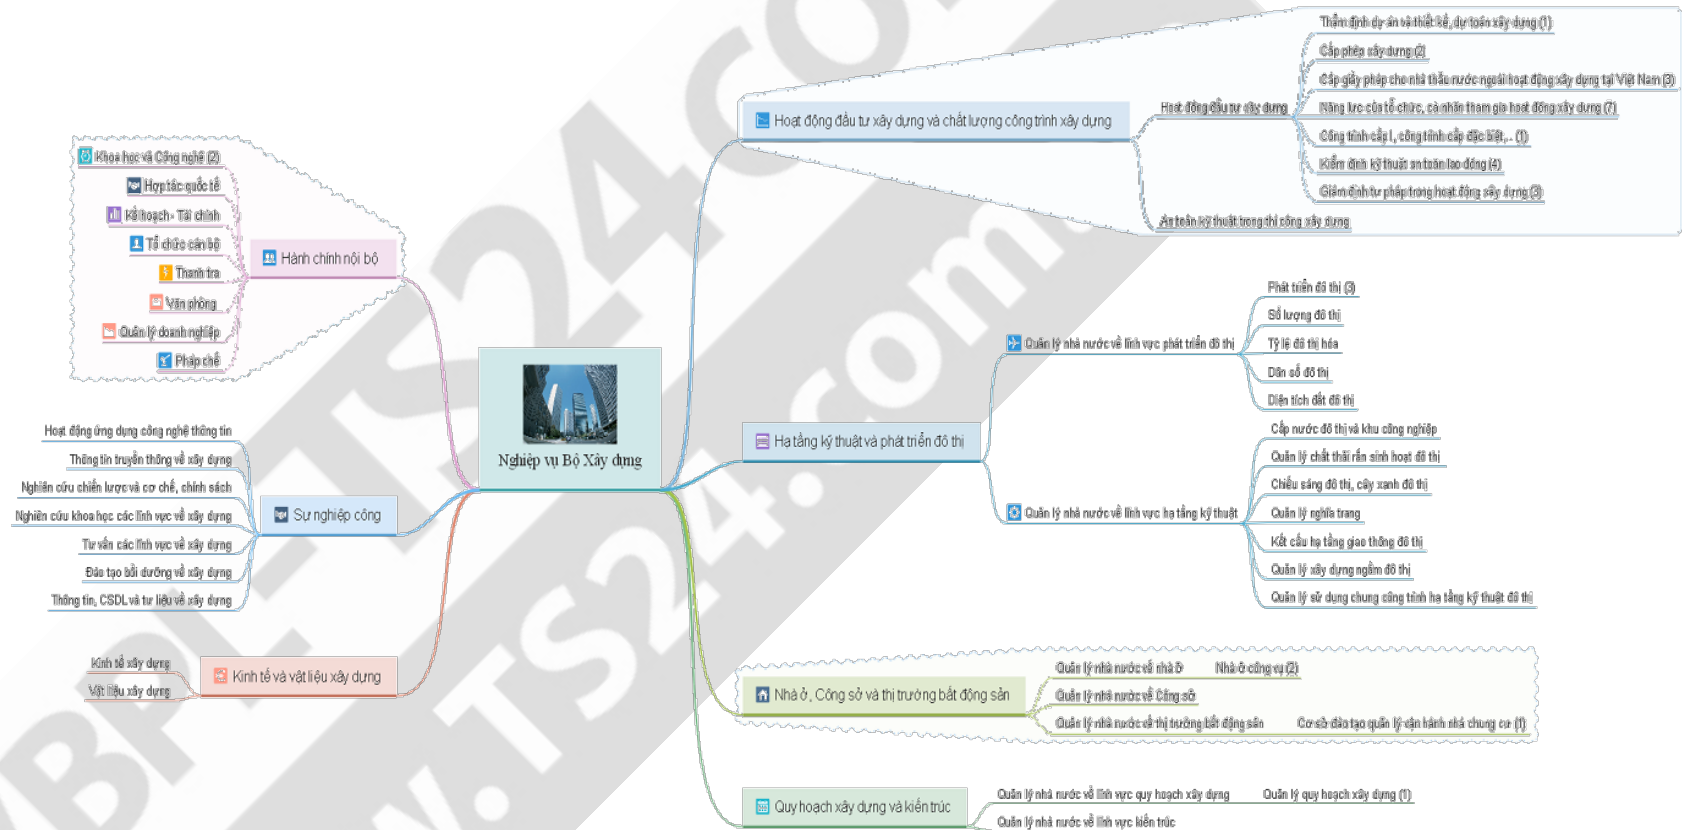 Nghiệp vụ Bộ Xây dựng
Hoạt động đầu tư xây dựng và chất lượng công trình xây dựng
Hoạt động đầu tư xây dựng
Thẩm định dự án và thiết kế, dự toán xây dựng (1)
Cấp phép xây dựng (2)
Cấp giấy phép cho nhà thầu nước ngoài hoạt động xây dựng tại Việt Nam (3)
Năng lực của tổ chức, cá nhân tham gia hoạt động xây dựng (7)
Công trình cấp I, công trình cấp đặc biệt,.. (1)
Kiểm định kỹ thuật an toàn lao động (4)
Giám định tư pháp trong hoạt động xây dựng (3)
An toàn kỹ thuật trong thi công xây dựng
Hạ tầng kỹ thuật và phát triển đô thị
Quản lý nhà nước về lĩnh vực phát triển đô thị
Phát triển đô thị (3)
Số lượng đô thị
Tỷ lệ đô thị hóa
Dân số đô thị
Diện tích đất đô thị
Quản lý nhà nước về lĩnh vực hạ tầng kỹ thuật
Cấp nước đô thị và khu công nghiệp
Quản lý chất thải rắn sinh hoạt đô thị
Chiếu sáng đô thị, cây xanh đô thị
Quản lý nghĩa trang
Kết cấu hạ tầng giao thông đô thị
Quản lý xây dựng ngầm đô thị
Quản lý sử dụng chung công trình hạ tầng kỹ thuật đô thị
Nhà ở, Công sở và thị trường bất động sản
Quản lý nhà nước về nhà ở
Nhà ở công vụ (2)
Quản lý nhà nước về Công sở
Quản lý nhà nước về thị trường bất động sản
Cơ sở đào tạo quản lý vận hành nhà chung cư (1)
Quy hoạch xây dựng và kiến trúc
Quản lý nhà nước về lĩnh vực quy hoạch xây dựng
Quản lý quy hoạch xây dựng (1)
Quản lý nhà nước về lĩnh vực kiến trúc
Hành chính nội bộ
Khoa học và Công nghệ (2)
Hợp tác quốc tế
Kế hoạch - Tài chính
Tổ chức cán bộ
Thanh tra
Văn phòng
Quản lý doanh nghiệp
Pháp chế
Sự nghiệp công
Hoạt động ứng dụng công nghệ thông tin
Thông tin truyền thông về xây dựng
Nghiên cứu chiến lược và cơ chế, chính sách
Nghiên cứu khoa học các lĩnh vực về xây dựng
Tư vấn các lĩnh vực về xây dựng
Đào tạo bồi dưỡng về xây dựng
Thông tin, CSDL và tư liệu về xây dựng
Kinh tế và vật liệu xây dựng
Kinh tế xây dựng
Vật liệu xây dựng